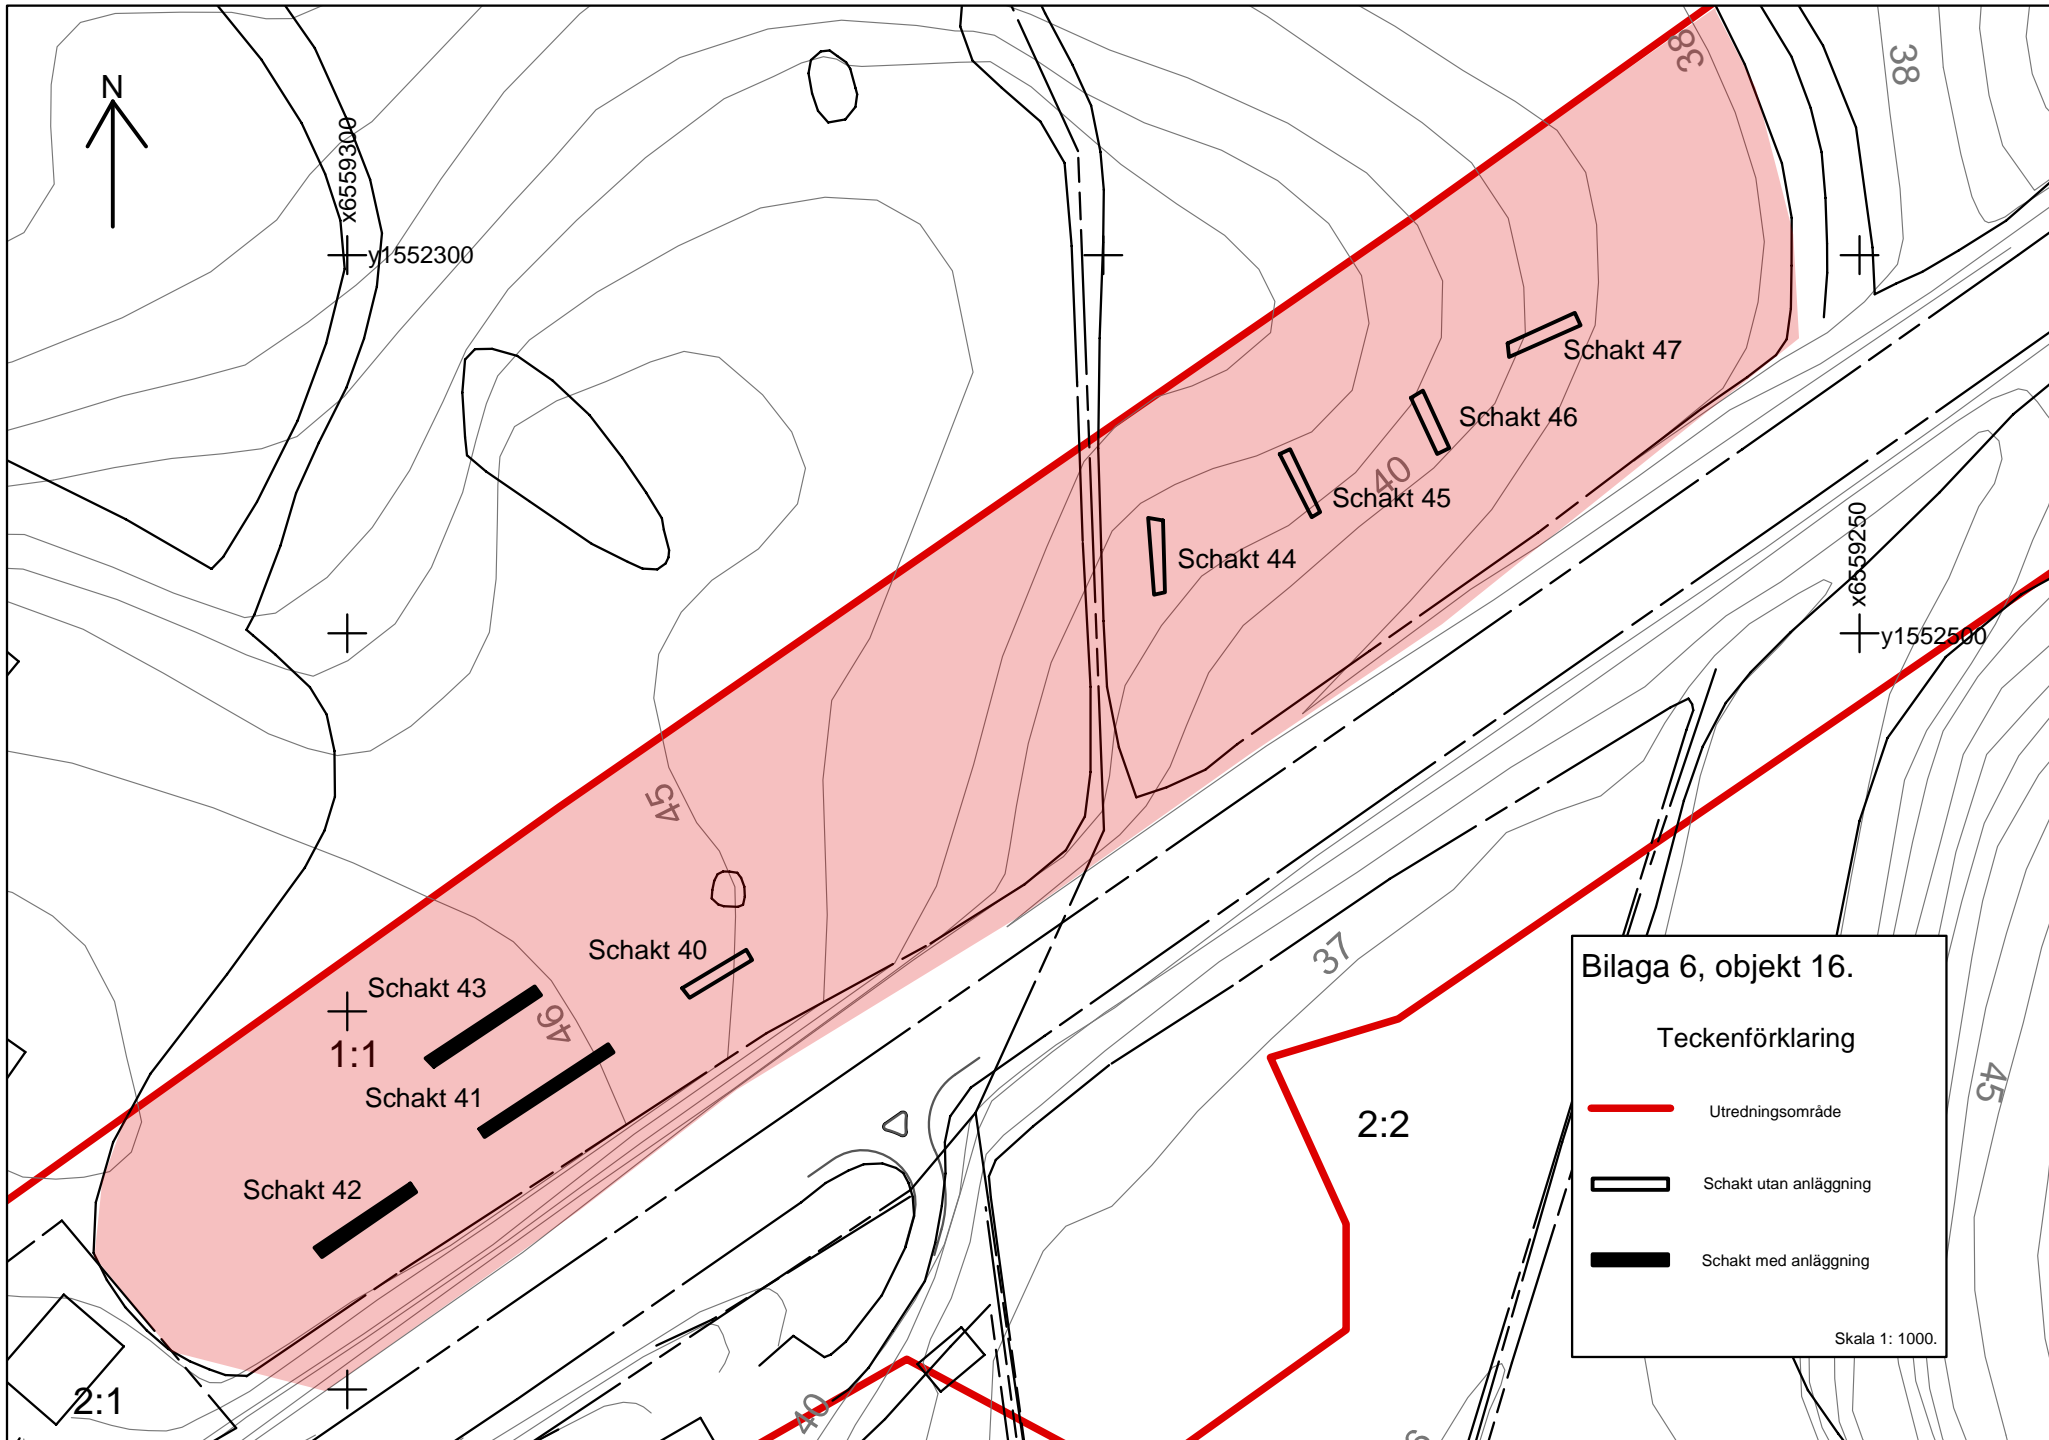 38
38
N
x6559300
y1552300
Schakt 47
Schakt 46
40
Schakt 45
Schakt 44
x6559250
y1552500
45
Schakt 40
37
Schakt 43
46
1:1
Schakt 41
Schakt 42
2:2
45
2:1
40
Bilaga 6, objekt 16.
Teckenförklaring
Utredningsområde
Schakt utan anläggning
Schakt med anläggning
Skala 1: 1000.